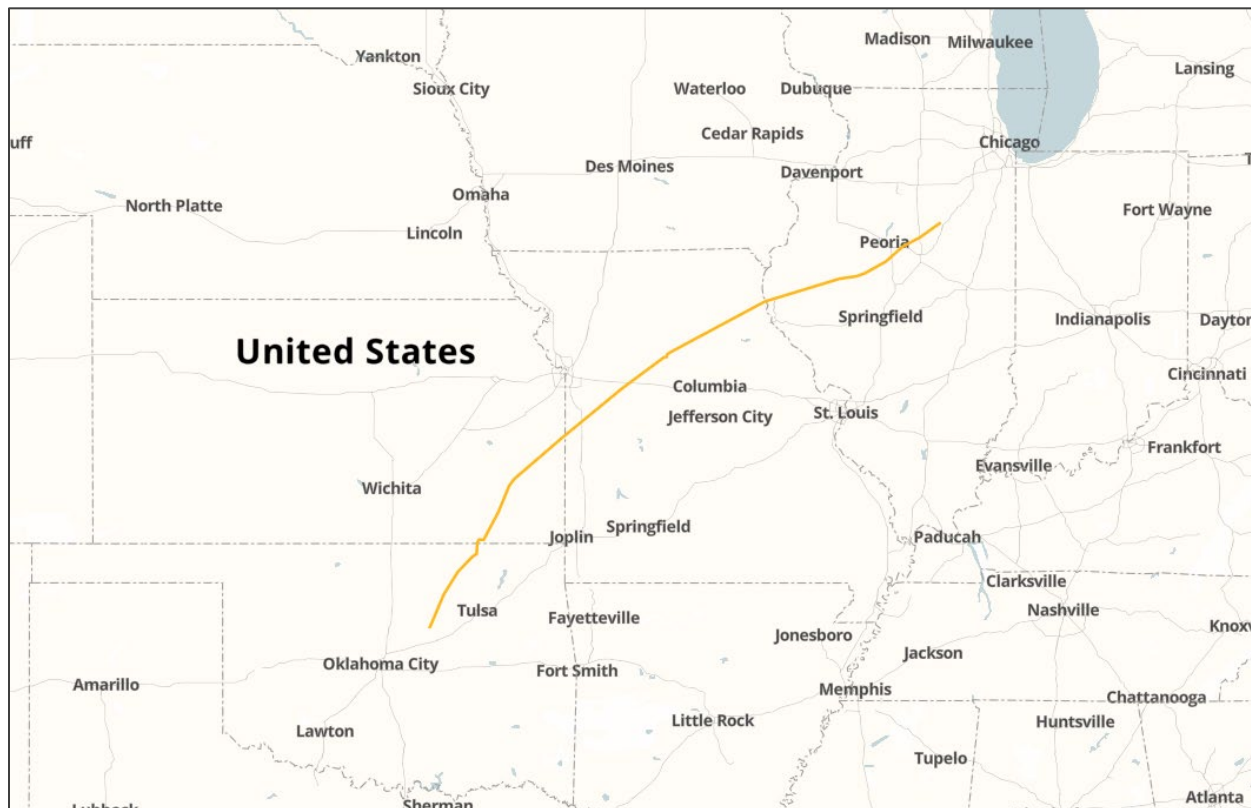 Madison
Milwaukee
Yankton
Lansing
Sioux City
Waterloo
Dubuque
Cedar Rapids
uff
Chicago
Des Moines
Davenport
Omaha
North Platte
Fort Wayne
Lincoln
Peoria
Springfield
Indianapolis
Dayton
United States
Cincinnati
Columbia
Jefferson City
St. Louis
Frankfort
Evansville
Wichita
Springfield
Joplin
Paducah
Clarksville
Tulsa
Fayetteville
Nashville
Knoxv
Jonesboro
Jackson
Oklahoma City
Fort Smith
Amarillo
Memphis
Chattanooga
Little Rock
Huntsville
Lawton
Tupelo
Atlanta
Sherman